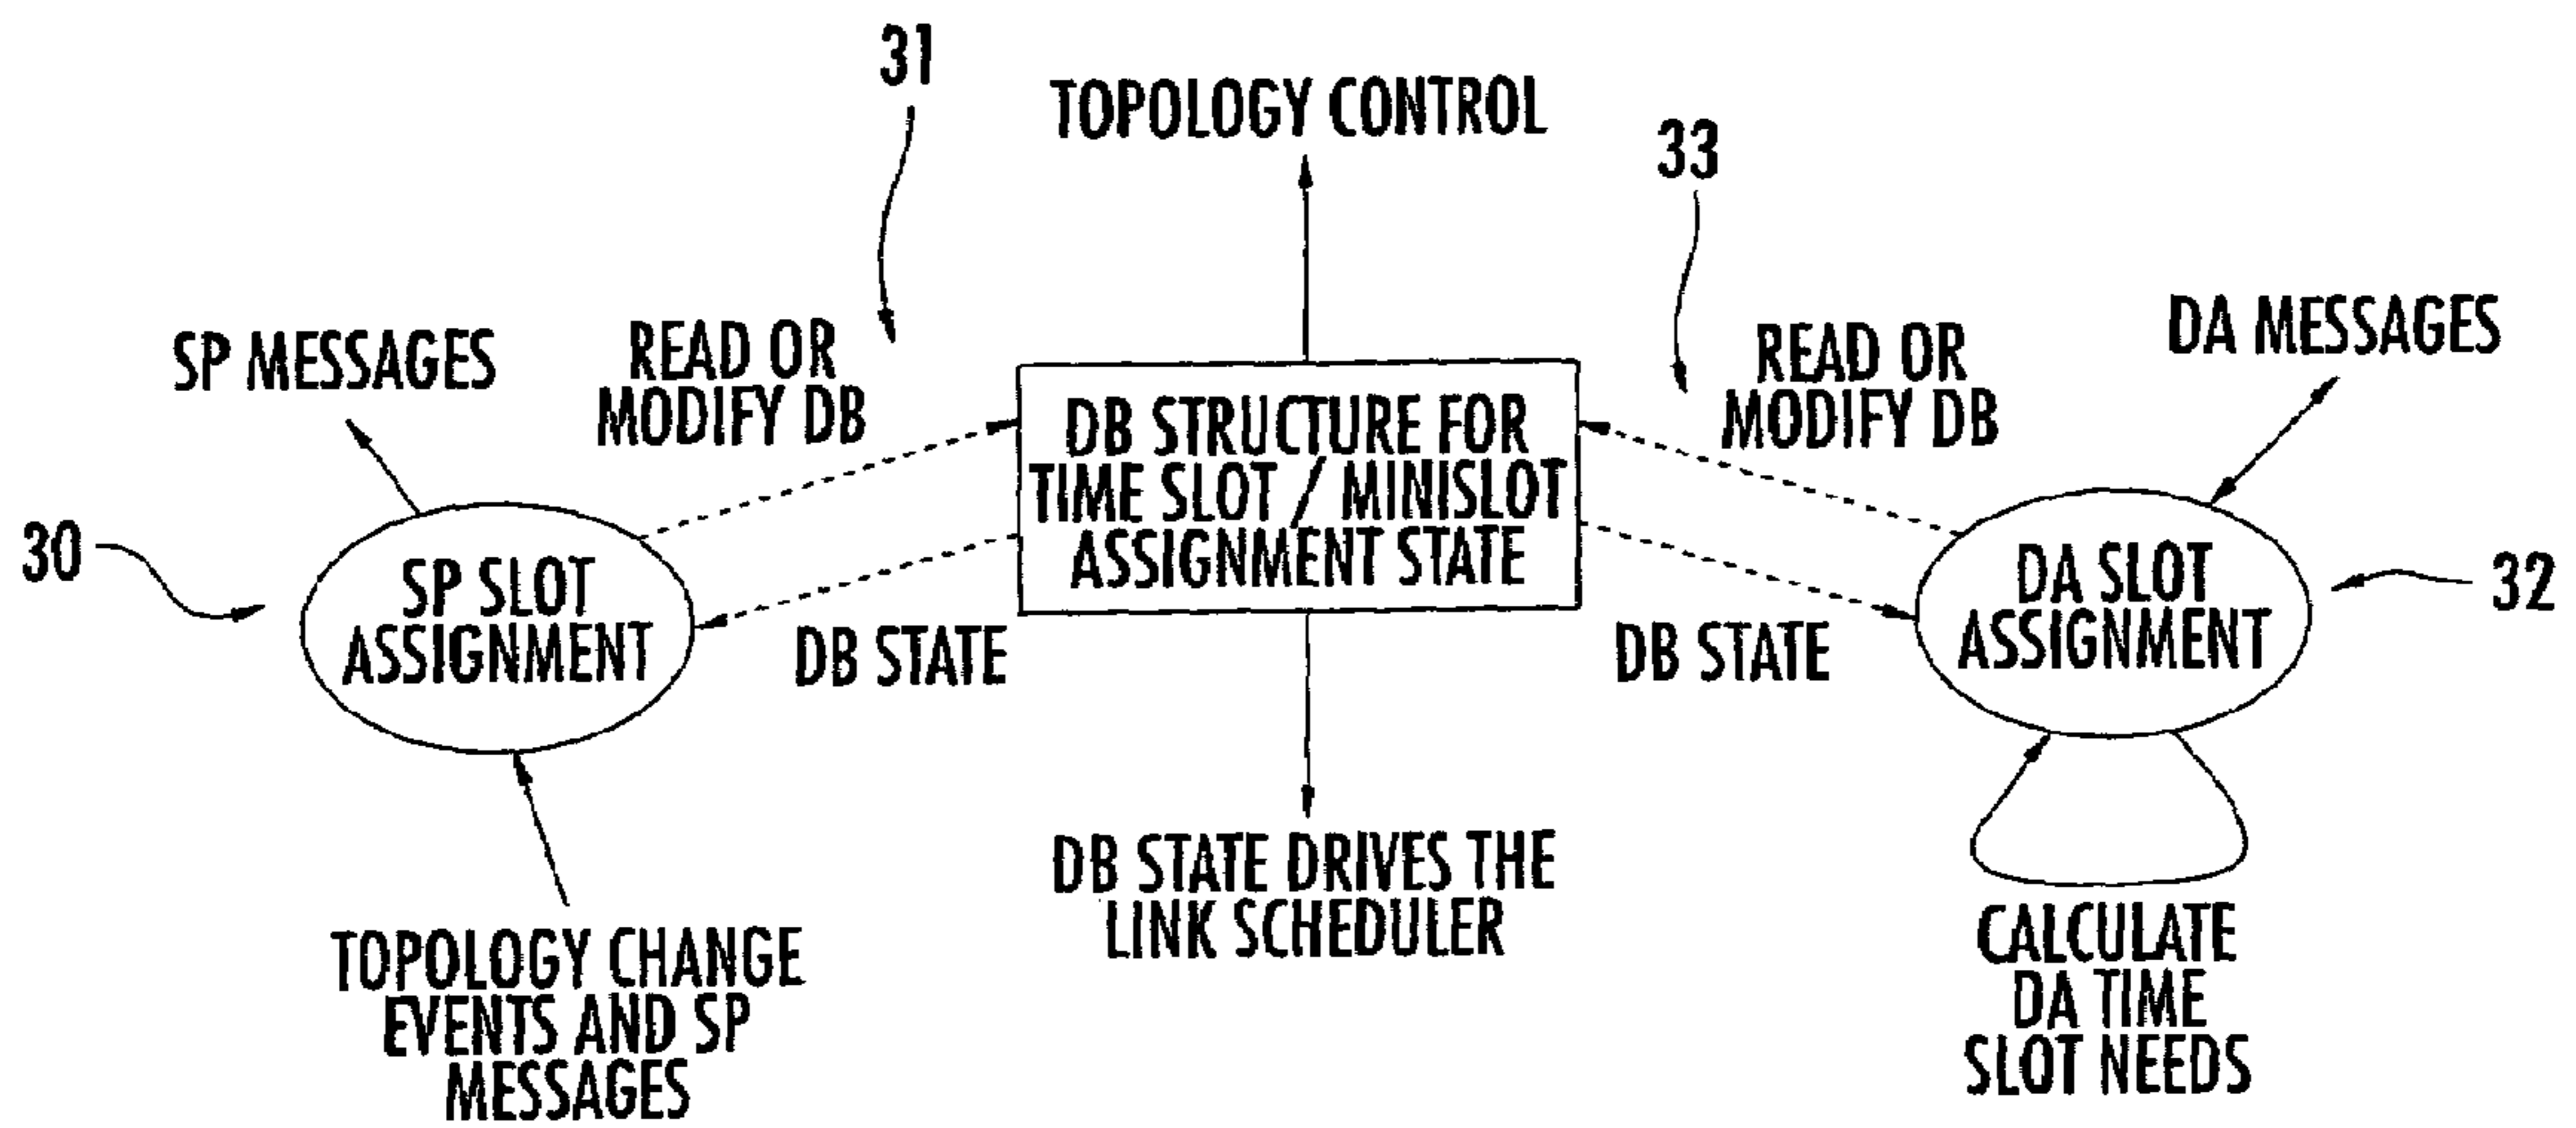 31
TOPOLOGY CONTROL
33
SP MESSAGES
READ OR
MODIFY DB
READ OR
MODIFY DB
DA MESSAGES
DB STRUCTURE FOR
TIME SLOT / MINISLOT
ASSIGNMENT STATE
30
SP SLOT
ASSIGNMENT
DA SLOT
ASSIGNMENT
32
DB STATE
DB STATE
DB STATE DRIVES THE
LINK SCHEDULER
TOPOLOGY CHANGE
EVENTS AND SP
MESSAGES
CALCULATE
DA TIME
SLOT NEEDS